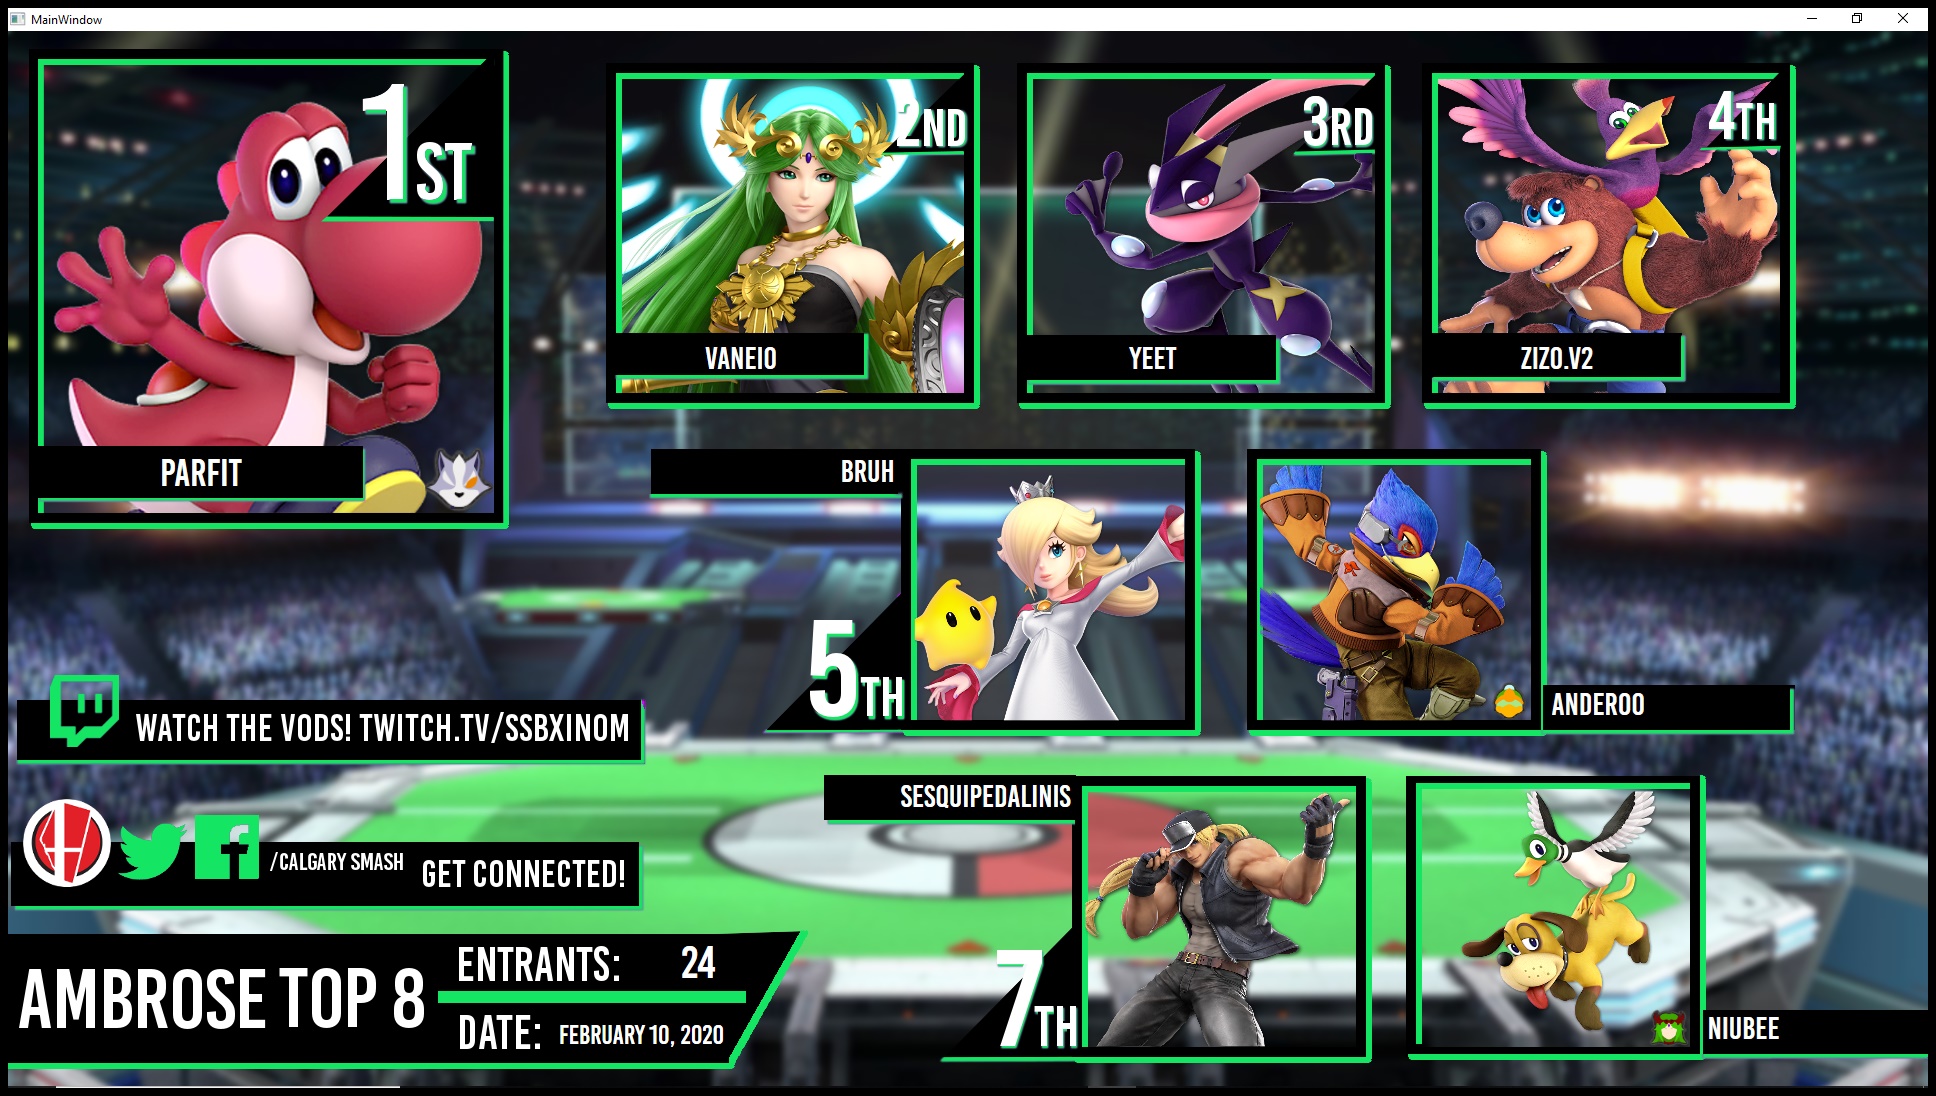 MainWindow
1ST
PARFIT
2ND
VANEIO
3RD
YEET
4TH
ZIZO.V2
BRUH
5TH
ANDEROO
WATCH THE VODS! TWITCH.TV/SSBXINOM
SESQUIPEDALINIS
/CALGARY SMASH GET CONNECTED!
7TH
NIUBEE
AMBROSE TOP 8
ENTRANTS: 24
DATE: FEBRUARY 10, 2020